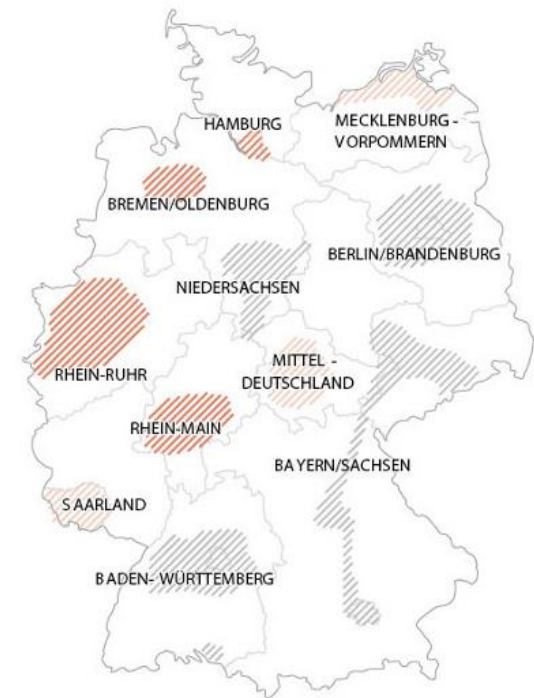 HAMBURG
MECKLENBURG -
VORPOMMERN
BREMEN/OLDENBURG
BERLIN/BRANDENBURG
NIEDERSACHSEN
MITTEL -
DEUTSCHLAND
RHEIN-RUHR
RHEIN-MAIN
BAYERN/SACHSEN
SAARLAND
BADEN- WÜRTTEMBERG